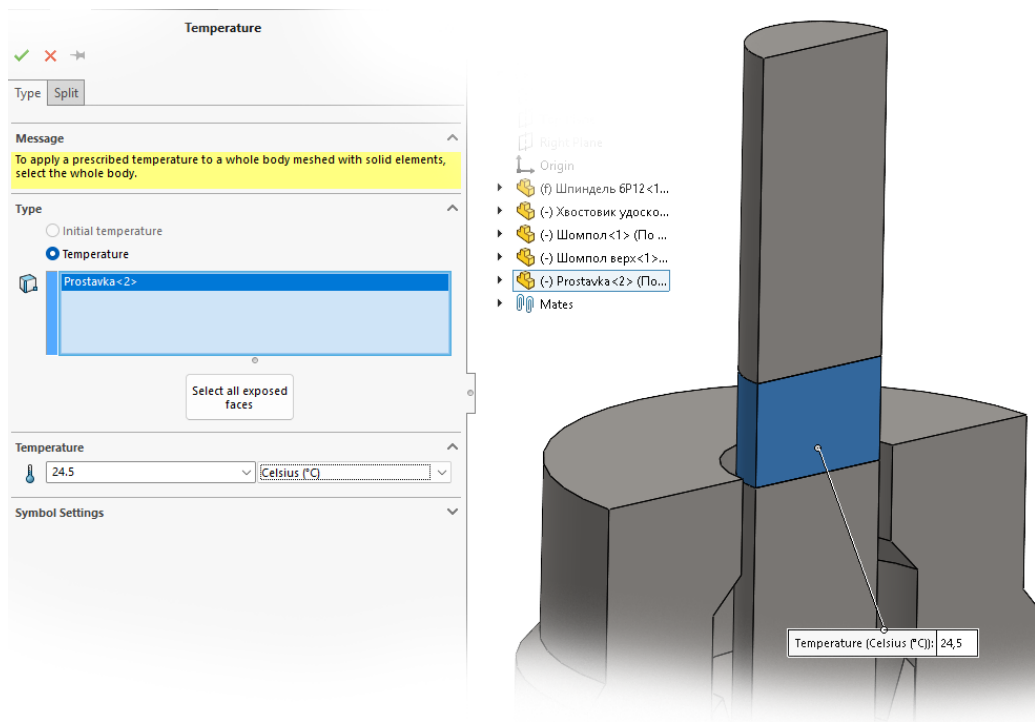 Temperature
Type Split
Message
To apply a prescribed temperature to a whole body meshed with solid elements,
select the whole body.
Type
Initial temperature
Temperature
Prostavka<2>
Select all exposed
faces
Temperature
24.5 Celsius (°C)
Symbol Settings
Right Plane
Origin
(f) Шпиндель 6Р12<1...
(-) Хвостовик удоско...
(-) Шомпол<1> (По ...
(-) Шомпол верх<1>...
(-) Prostavka<2> (По...
Mates
Temperature (Celsius (°C)): 24,5